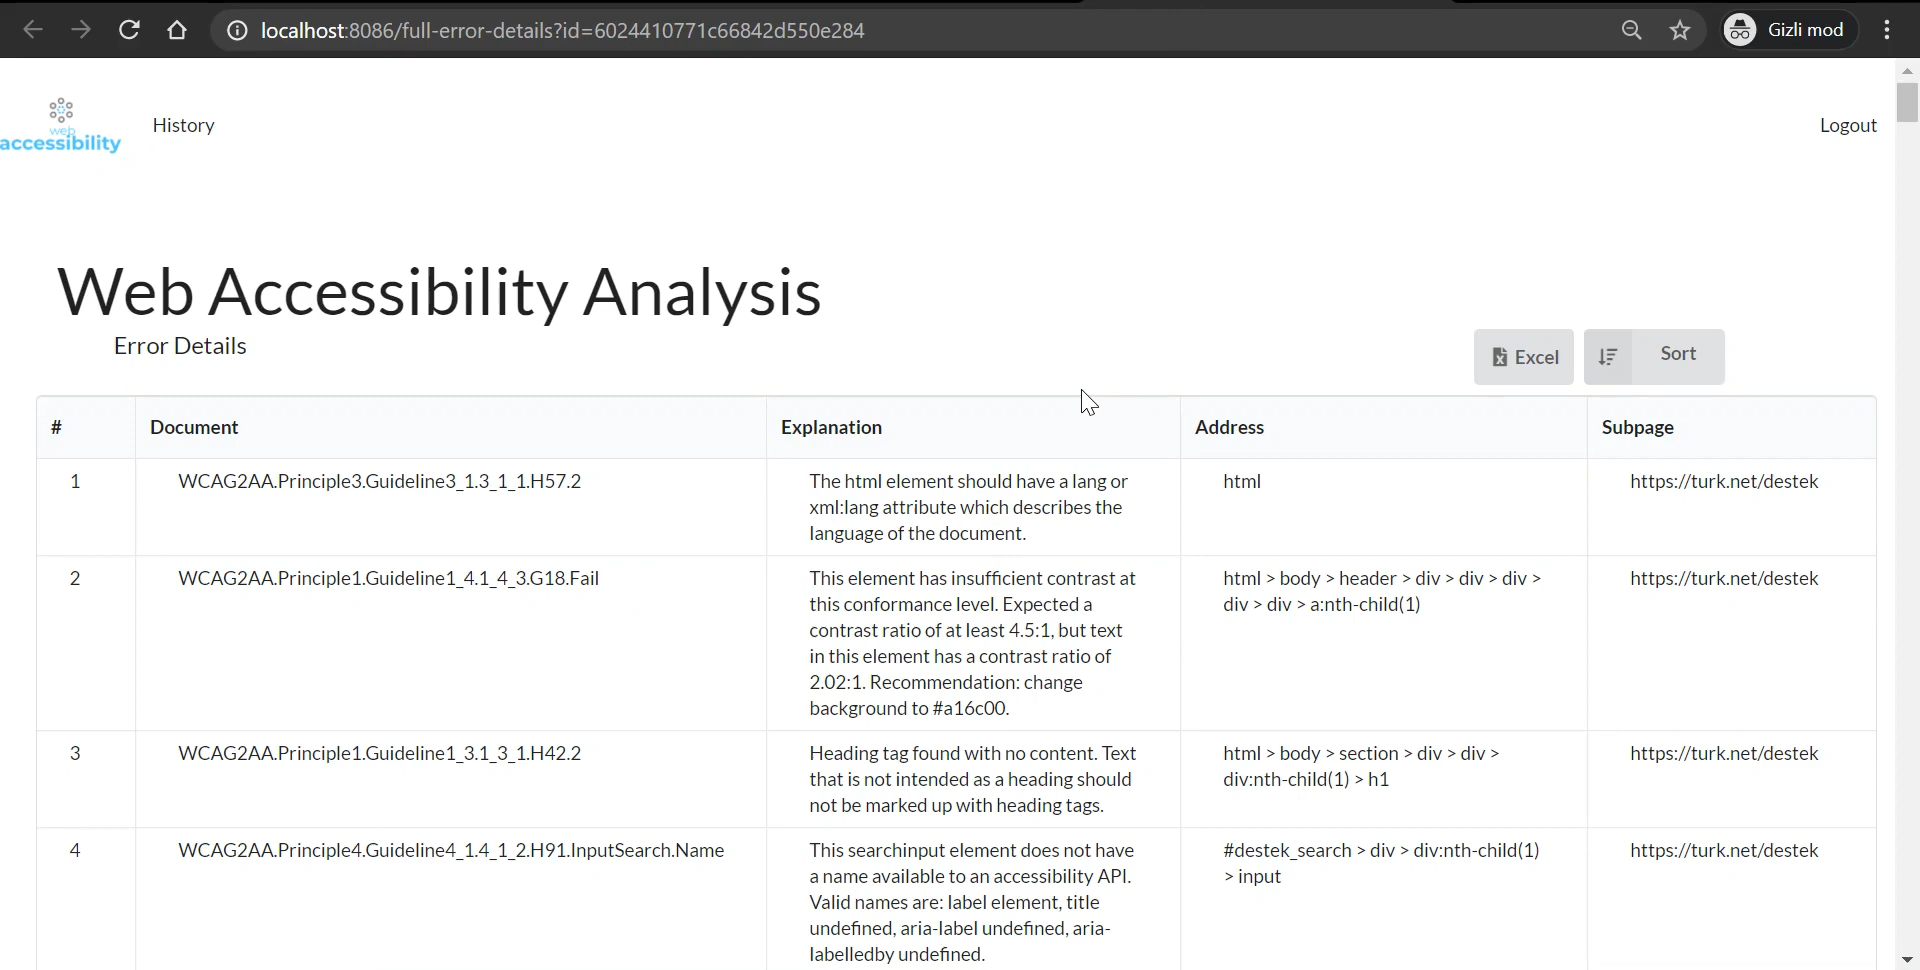 localhost:8086/full-error-details?id=6024410771c66842d550e284
Gizli mod
web
accessibility
History
Logout
Web Accessibility Analysis
Error Details
Excel
Sort
# Document Explanation Address Subpage
1 WCAG2AA.Principle3.Guideline3_1.3_1_1.H57.2 The html element should have a lang or html https://turk.net/destek
xml:lang attribute which describes the
language of the document.
2 WCAG2AA.Principle1.Guideline1_4.1_4_3.G18.Fail This element has insufficient contrast at html > body > header > div > div > div > https://turk.net/destek
this conformance level. Expected a div > div > a:nth-child(1)
contrast ratio of at least 4.5:1, but text
in this element has a contrast ratio of
2.02:1. Recommendation: change
background to #a16c00.
3 WCAG2AA.Principle1.Guideline1_3.1_3_1.H42.2 Heading tag found with no content. Text html > body > section > div > div > https://turk.net/destek
that is not intended as a heading should div:nth-child(1) > h1
not be marked up with heading tags.
4 WCAG2AA.Principle4.Guideline4_1.4_1_2.H91.InputSearch.Name This searchinput element does not have #destek_search > div > div:nth-child(1) https://turk.net/destek
a name available to an accessibility API. > input
Valid names are: label element, title
undefined, aria-label undefined, aria-
labelledby undefined.